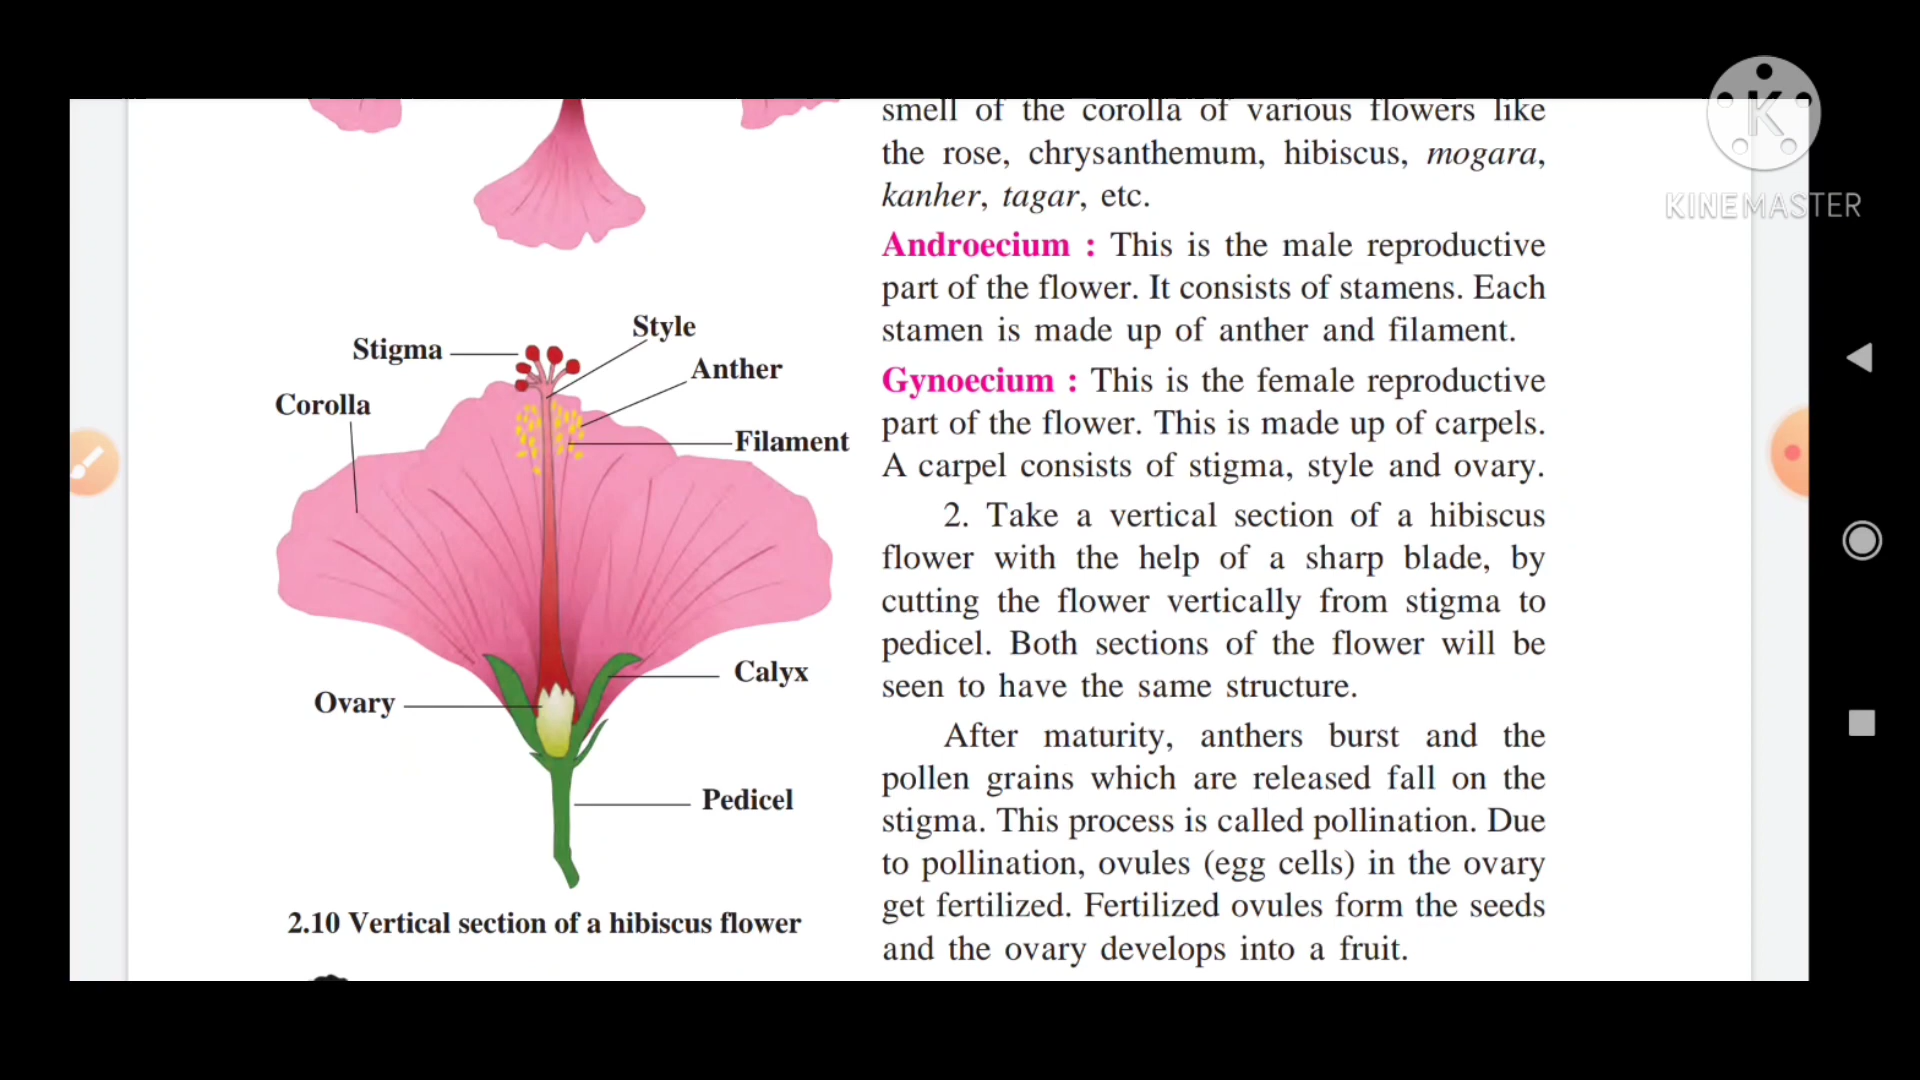 smell of the corolla of various flowers like
the rose, chrysanthemum, hibiscus, mogara,
kanher, tagar, etc.
Androecium : This is the male reproductive
part of the flower. It consists of stamens. Each
stamen is made up of anther and filament.
Gynoecium : This is the female reproductive
part of the flower. This is made up of carpels.
A carpel consists of stigma, style and ovary.
2. Take a vertical section of a hibiscus
flower with the help of a sharp blade, by
cutting the flower vertically from stigma to
pedicel. Both sections of the flower will be
seen to have the same structure.
After maturity, anthers burst and the
pollen grains which are released fall on the
stigma. This process is called pollination. Due
to pollination, ovules (egg cells) in the ovary
get fertilized. Fertilized ovules form the seeds
and the ovary develops into a fruit.
Style
Stigma
Anther
Corolla
Filament
Calyx
Ovary
Pedicel
2.10 Vertical section of a hibiscus flower
K
KINEMASTER